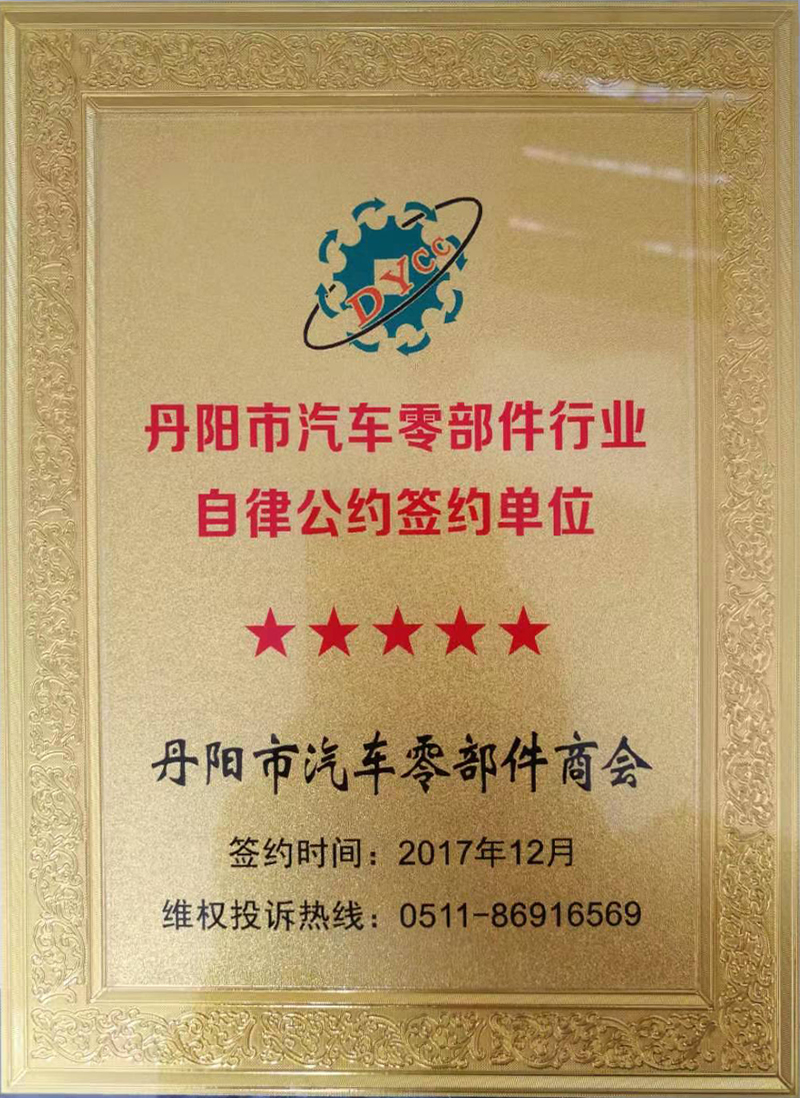 DYCC
丹阳市汽车零部件行业
自律公约签约单位
丹阳市汽车零部件商会
签约时间：2017年12月
维权投诉热线：0511-86916569